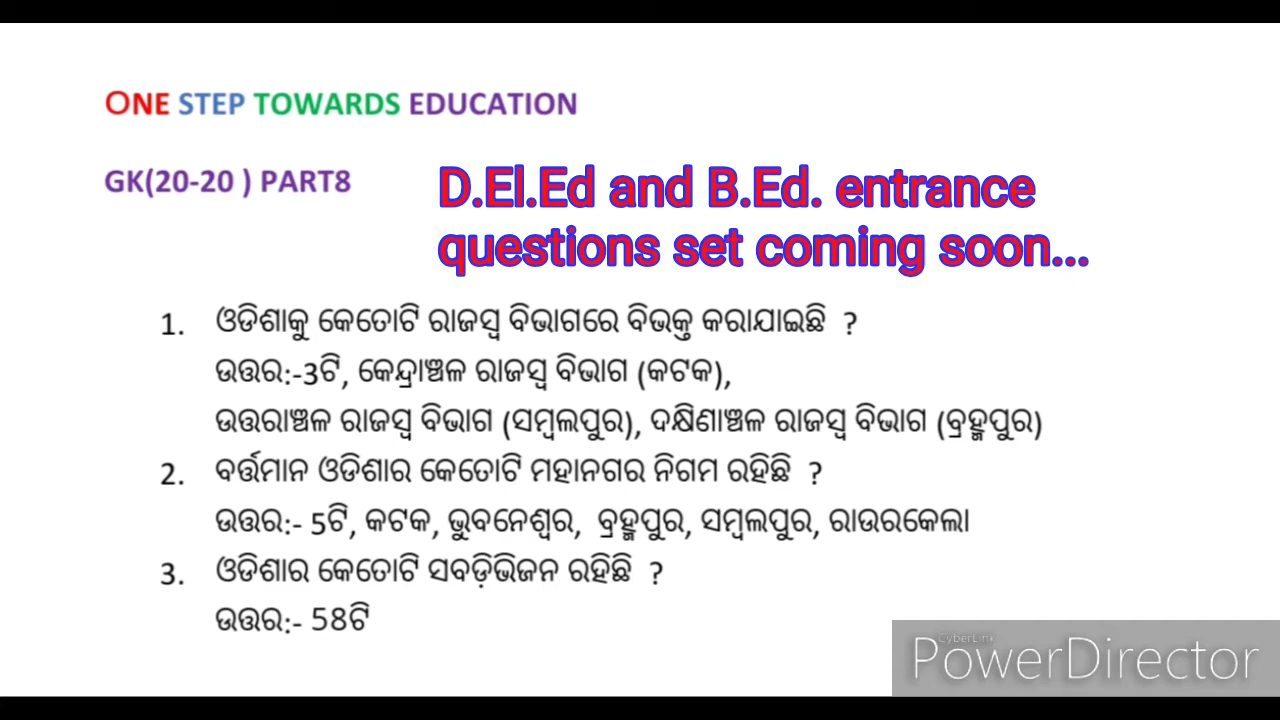 ONE STEP TOWARDS EDUCATION
GK(20-20 ) PART8
D.El.Ed and B.Ed. entrance
questions set coming soon...
1. ଓଡିଶାକୁ କେତୋଟି ରାଜସ୍ୱ ବିଭାଗରେ ବିଭକ୍ତ କରାଯାଇଛି ?
ଉତ୍ତର:-3ଟି, କେନ୍ଦ୍ରାଞ୍ଚଳ ରାଜସ୍ୱ ବିଭାଗ (କଟକ),
ଉତ୍ତରାଞ୍ଚଳ ରାଜସ୍ୱ ବିଭାଗ (ସମ୍ବଲପୁର), ଦକ୍ଷିଣାଞ୍ଚଳ ରାଜସ୍ୱ ବିଭାଗ (ବ୍ରହ୍ମପୁର)
2. ବର୍ତ୍ତମାନ ଓଡିଶାର କେତୋଟି ମହାନଗର ନିଗମ ରହିଛି ?
ଉତ୍ତର:- 5ଟି, କଟକ, ଭୁବନେଶ୍ୱର, ବ୍ରହ୍ମପୁର, ସମ୍ବଲପୁର, ରାଉରକେଲା
3. ଓଡିଶାର କେତୋଟି ସବଡ଼ିଭିଜନ ରହିଛି ?
ଉତ୍ତର:- 58ଟି
CyberLink
PowerDirector